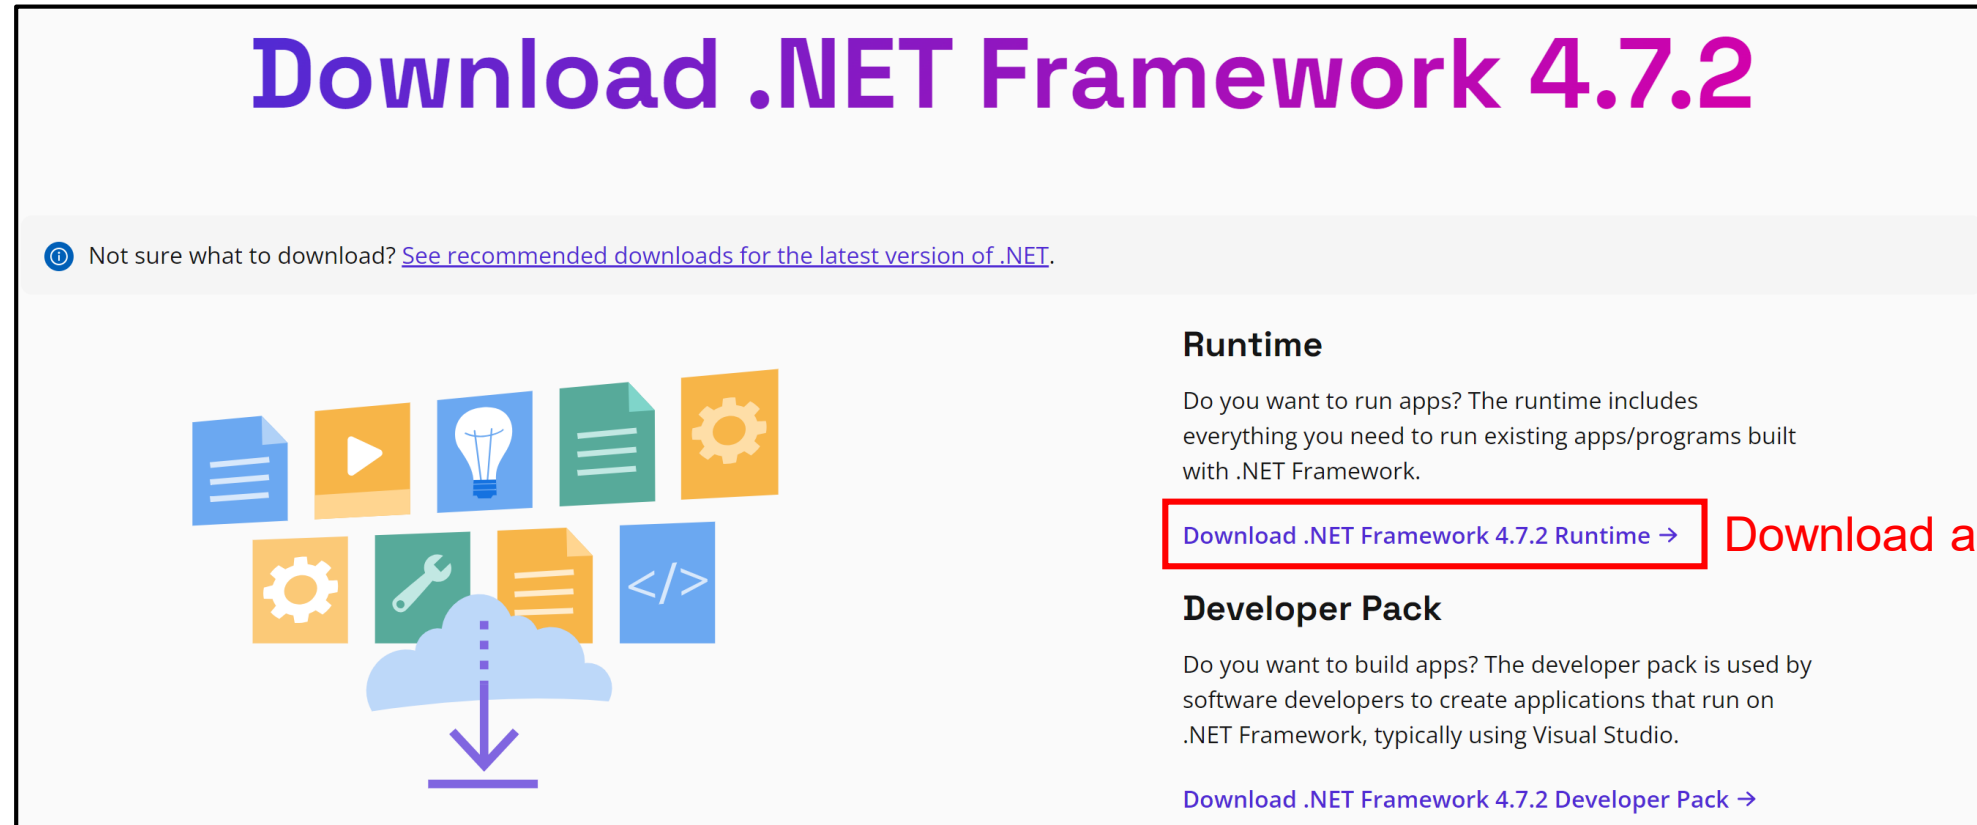 Download .NET Framework 4.7.2
Not sure what to download? See recommended downloads for the latest version of .NET.
Runtime
Do you want to run apps? The runtime includes
everything you need to run existing apps/programs built
with .NET Framework.
Download .NET Framework 4.7.2 Runtime →
Download a
Developer Pack
Do you want to build apps? The developer pack is used by
software developers to create applications that run on
.NET Framework, typically using Visual Studio.
Download .NET Framework 4.7.2 Developer Pack →